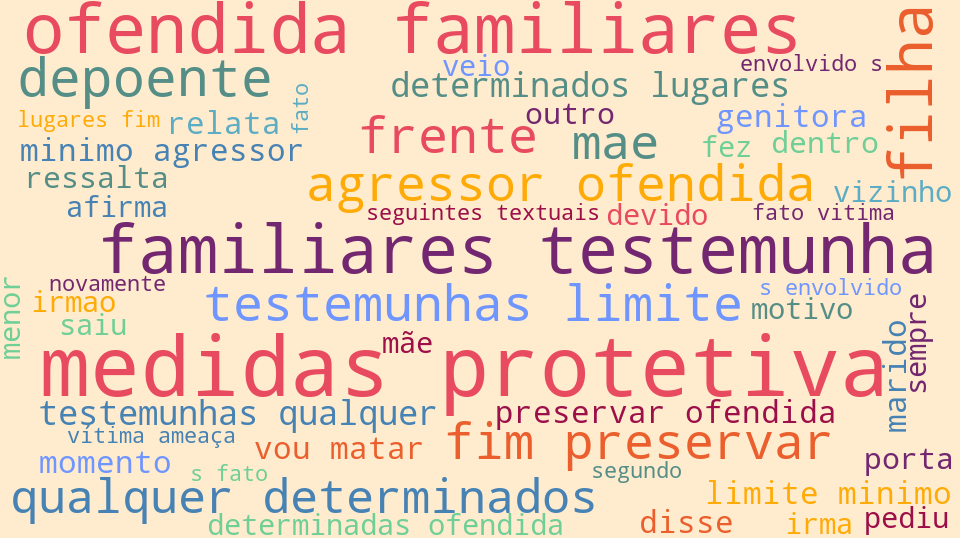 ofendida familiares
filha
depoente
veio
envolvido s
determinados lugares
fato
lugares fim
relata
outro
genitora
frente
mae
fez
dentro
minimo agressor
ressalta
agressor ofendida
vizinho
afirma
seguintes textuais
devido
fato vitima
familiares testemunha
novamente
menor
irmao
testemunhas limite
s envolvido
motivo
sempre
saiu
mãe
marido
medidas protetiva
testemunhas qualquer
preservar ofendida
vítima ameaça
vou matar
fim preservar
momento
s fato
segundo
porta
qualquer determinados
limite minimo
determinadas ofendida
disse
irma
pediu